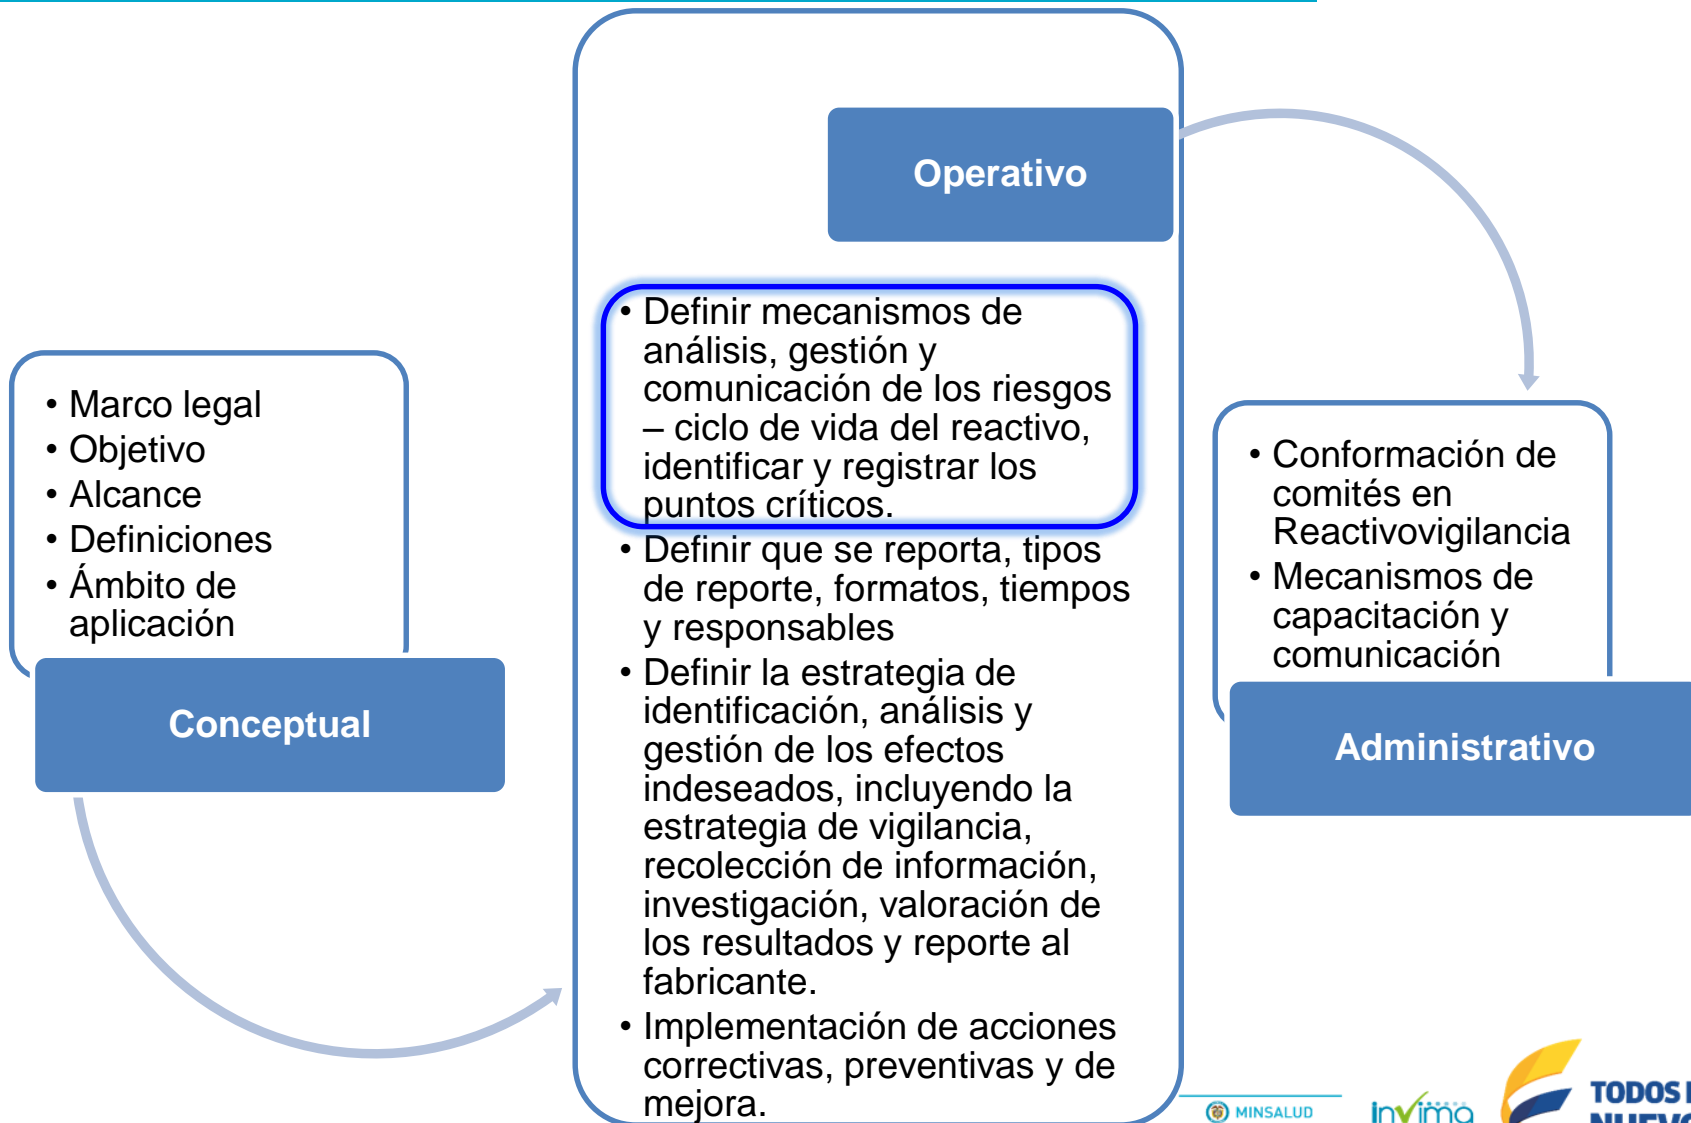 • Marco legal
• Objetivo
• Alcance
• Definiciones
• Ámbito de
aplicación
Conceptual
Operativo
• Definir mecanismos de
análisis, gestión y
comunicación de los riesgos
– ciclo de vida del reactivo,
identificar y registrar los
puntos críticos.
• Definir que se reporta, tipos
de reporte, formatos, tiempos
y responsables
• Definir la estrategia de
identificación, análisis y
gestión de los efectos
indeseados, incluyendo la
estrategia de vigilancia,
recolección de información,
investigación, valoración de
los resultados y reporte al
fabricante.
• Implementación de acciones
correctivas, preventivas y de
mejora.
• Conformación de
comités en
Reactivovigilancia
• Mecanismos de
capacitación y
comunicación
Administrativo
MINSALUD
invima
TODOS
NUEVO